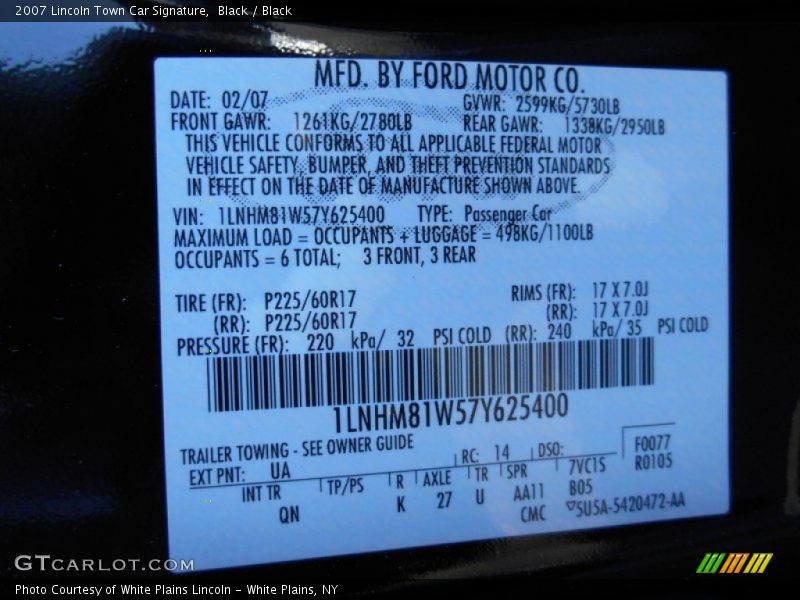 2007 Lincoln Town Car Signature, Black / Black
MFD. BY FORD MOTOR CO.
DATE: 02/07 GVWR: 2599KG/5730LB
FRONT GAWR: 1261KG/2780LB REAR GAWR: 1338KG/2950LB
THIS VEHICLE CONFORMS TO ALL APPLICABLE FEDERAL MOTOR
VEHICLE SAFETY, BUMPER, AND THEFT PREVENTION STANDARDS
IN EFFECT ON THE DATE OF MANUFACTURE SHOWN ABOVE.
VIN: 1LNHM81W57Y625400 TYPE: Passenger Car
MAXIMUM LOAD = OCCUPANTS + LUGGAGE = 498KG/1100LB
OCCUPANTS = 6 TOTAL; 3 FRONT, 3 REAR
TIRE (FR): P225/60R17 RIMS (FR): 17 X 7.0J
(RR): P225/60R17 (RR): 17 X 7.0J
PRESSURE (FR): 220 kPa/ 32 PSI COLD (RR): 240 kPa/ 35 PSI COLD
1LNHM81W57Y625400
TRAILER TOWING - SEE OWNER GUIDE
EXT PNT: UA RC: 14 DSO: F0077
R0105
INT TR TP/PS R AXLE TR SPR 7VC1S
QN K 27 U AA11 B05
CMC SU5A-5420472-AA
GTCARLOT.COM
Photo Courtesy of White Plains Lincoln - White Plains, NY